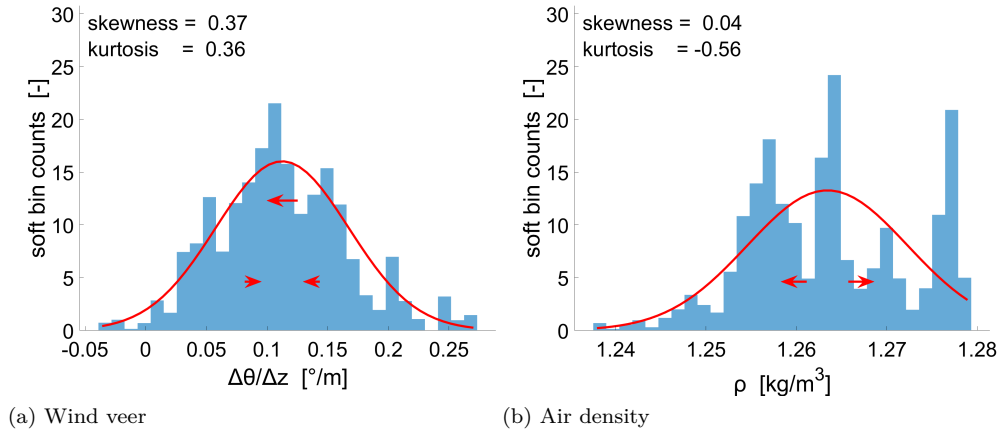 skewness = 0.37
kurtosis = 0.36
30
25
20
15
10
5
0
soft bin counts [-]
-0.05 0 0.05 0.1 0.15 0.2 0.25
Δθ/Δz [°/m]
(a) Wind veer
skewness = 0.04
kurtosis = -0.56
30
25
20
15
10
5
0
soft bin counts [-]
1.24 1.25 1.26 1.27 1.28
ρ [kg/m³]
(b) Air density